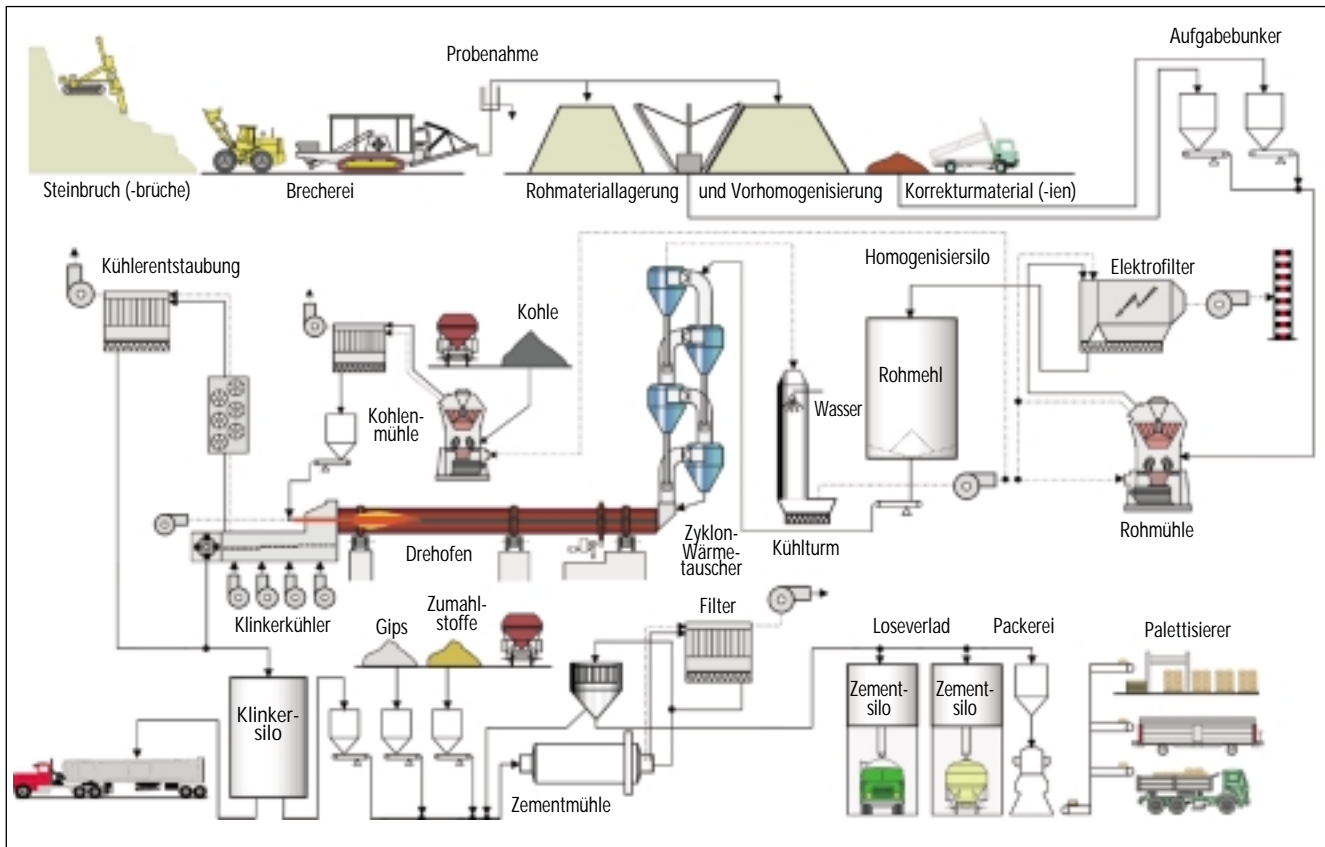 Probenahme
Aufgabebunker
Steinbruch (-brüche)
Brecherei
Rohmateriallagerung
und Vorhomogenisierung
Korrekturmaterial (-ien)
Kühlerentstaubung
Kohle
Homogenisiersilo
Elektrofilter
Rohmehl
Wasser
Kohlen-
mühle
Drehofen
Zyklon-
Wärme-
tauscher
Kühlturm
Rohmühle
Klinkerkühler
Gips
Zumahl-
stoffe
Filter
Loseverlad
Packerei
Palettisierer
Klinker-
silo
Zement-
silo
Zement-
silo
Zementmühle